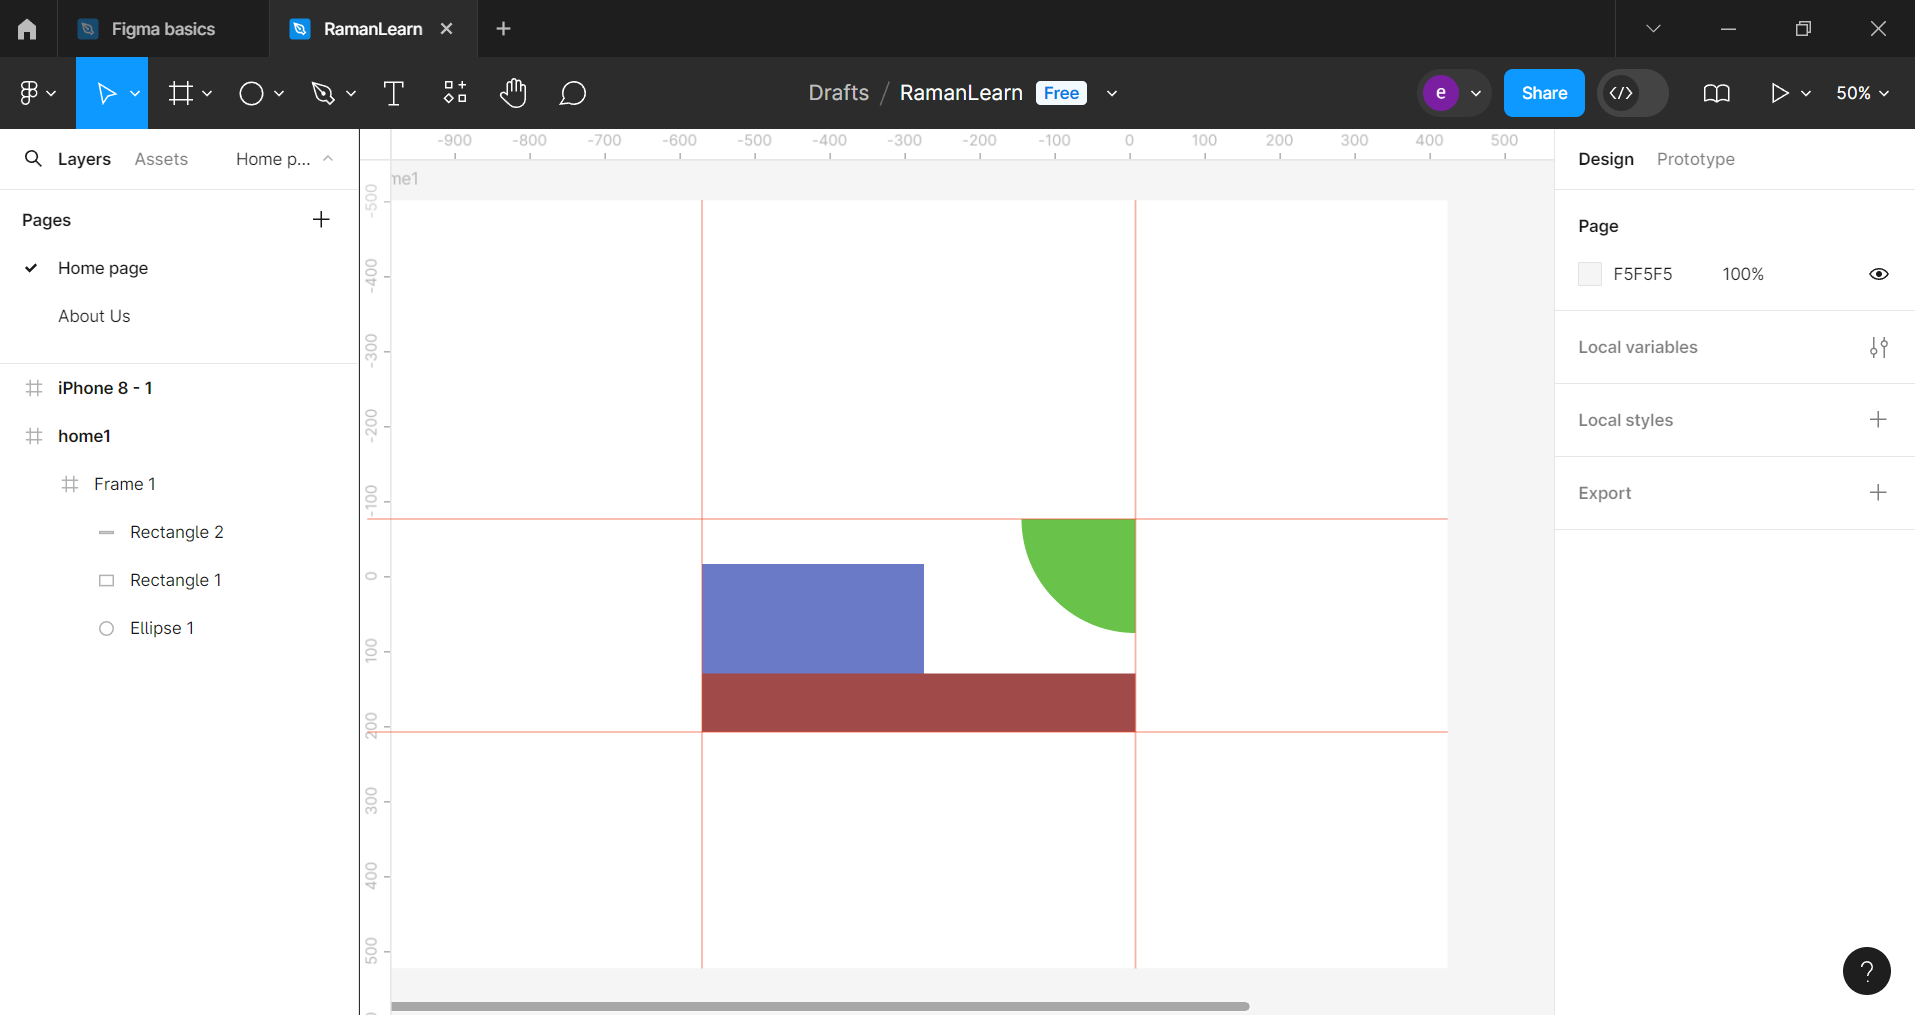 Figma basics
RamanLearn
Drafts / RamanLearn Free
e
Share
50%
Layers Assets Home p...
Pages
Home page
About Us
iPhone 8 - 1
home1
Frame 1
Rectangle 2
Rectangle 1
Ellipse 1
-900 -800 -700 -600 -500 -400 -300 -200 -100 0 100 200 300 400 500
me1
-500
-400
-300
-200
-100
0
100
200
300
400
500
Design Prototype
Page
F5F5F5 100%
Local variables
Local styles
Export
?